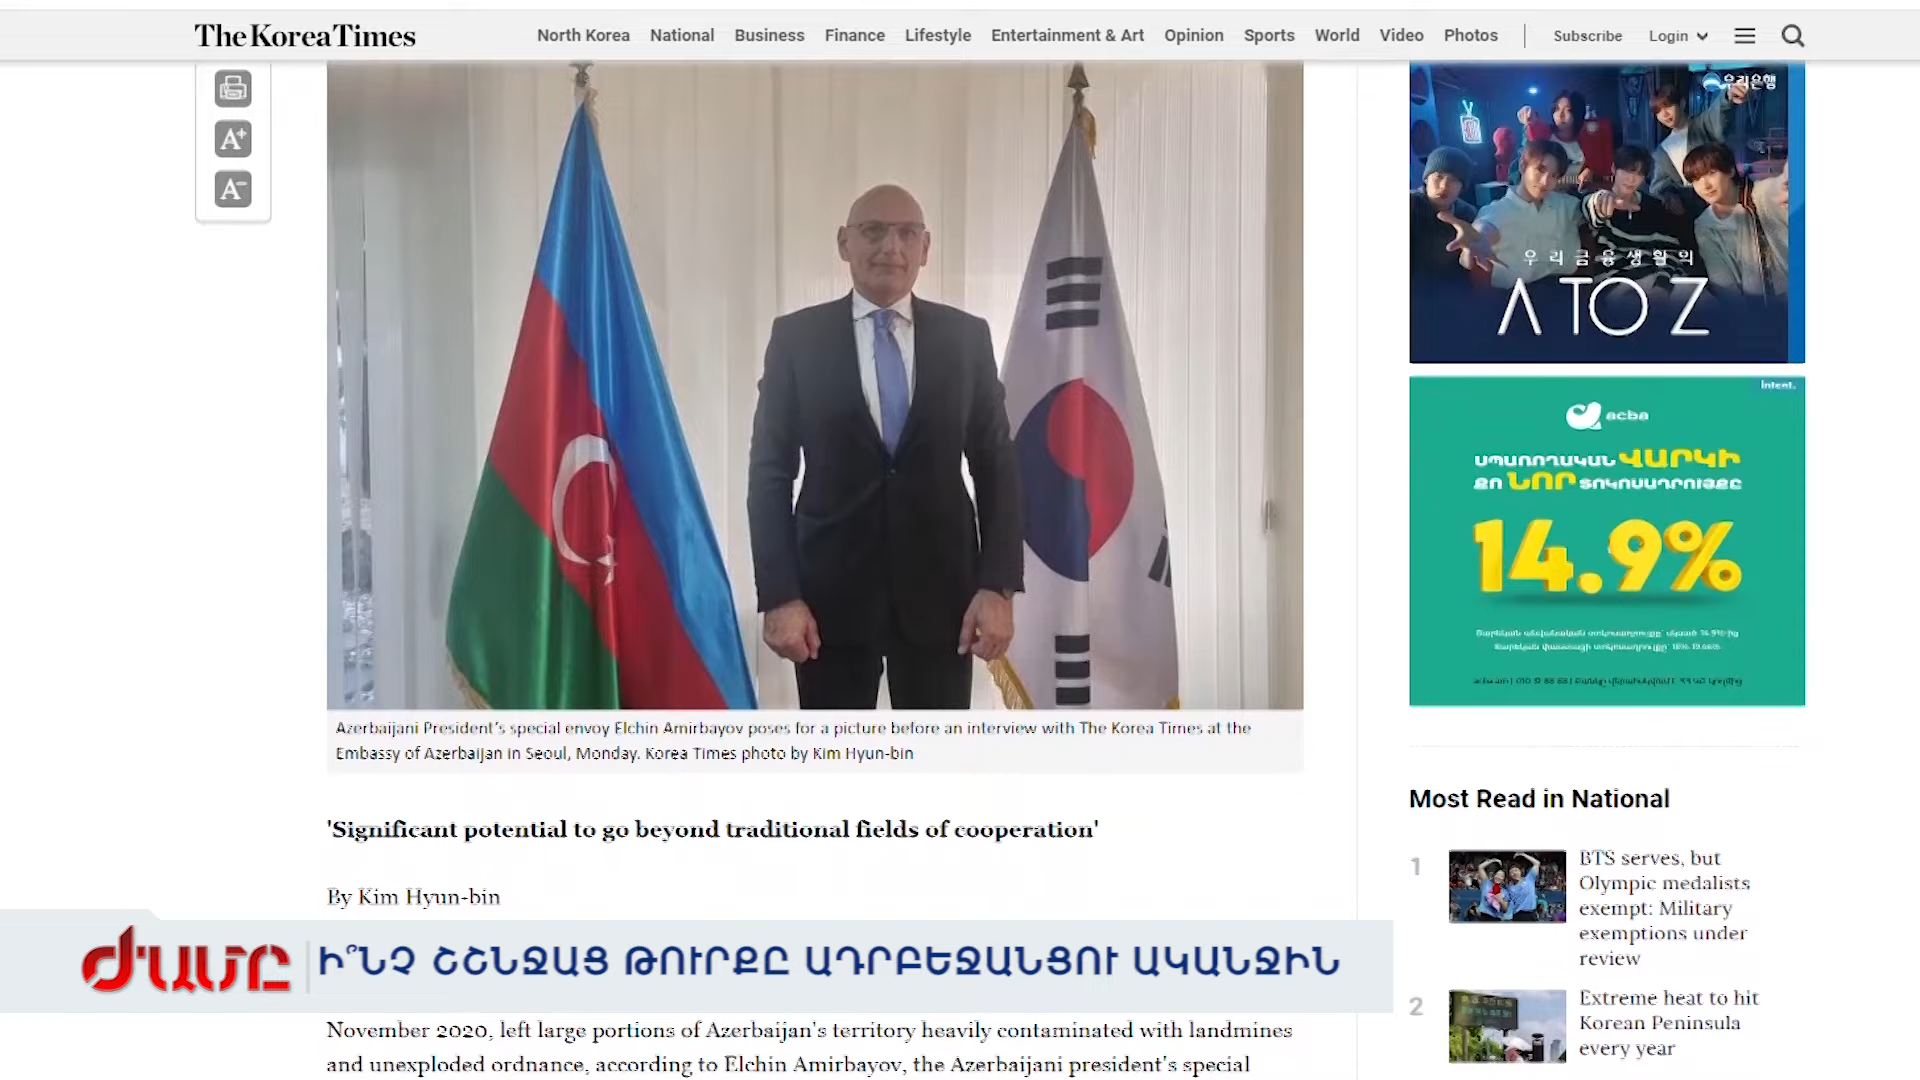 The Korea Times
North Korea National Business Finance Lifestyle Entertainment & Art Opinion Sports World Video Photos Subscribe Login
A+
A-
Azerbaijani President's special envoy Elchin Amirbayov poses for a picture before an interview with The Korea Times at the
Embassy of Azerbaijan in Seoul, Monday. Korea Times photo by Kim Hyun-bin
'Significant potential to go beyond traditional fields of cooperation'
By Kim Hyun-bin
ԺԱՄԸ
Ի՞ՆՉ ՇՇՆՋԱՑ ԹՈՒՐՔԸ ԱԴՐԲԵՋԱՆՑՈՒ ԱԿԱՆՋԻՆ
November 2020, left large portions of Azerbaijan's territory heavily contaminated with landmines
and unexploded ordnance, according to Elchin Amirbayov, the Azerbaijani president's special
우리은행
우리금융생활의
A TO Z
intent.
acba
ՍՊԱՌՈՂԱԿԱՆ ՎԱՐԿԻ
ՔՈ ՆՈՐ ՏՈԿՈՍԱԴՐՈՒՅՔԸ
14.9%
Most Read in National
1
BTS serves, but
Olympic medalists
exempt: Military
exemptions under
review
2
Extreme heat to hit
Korean Peninsula
every year